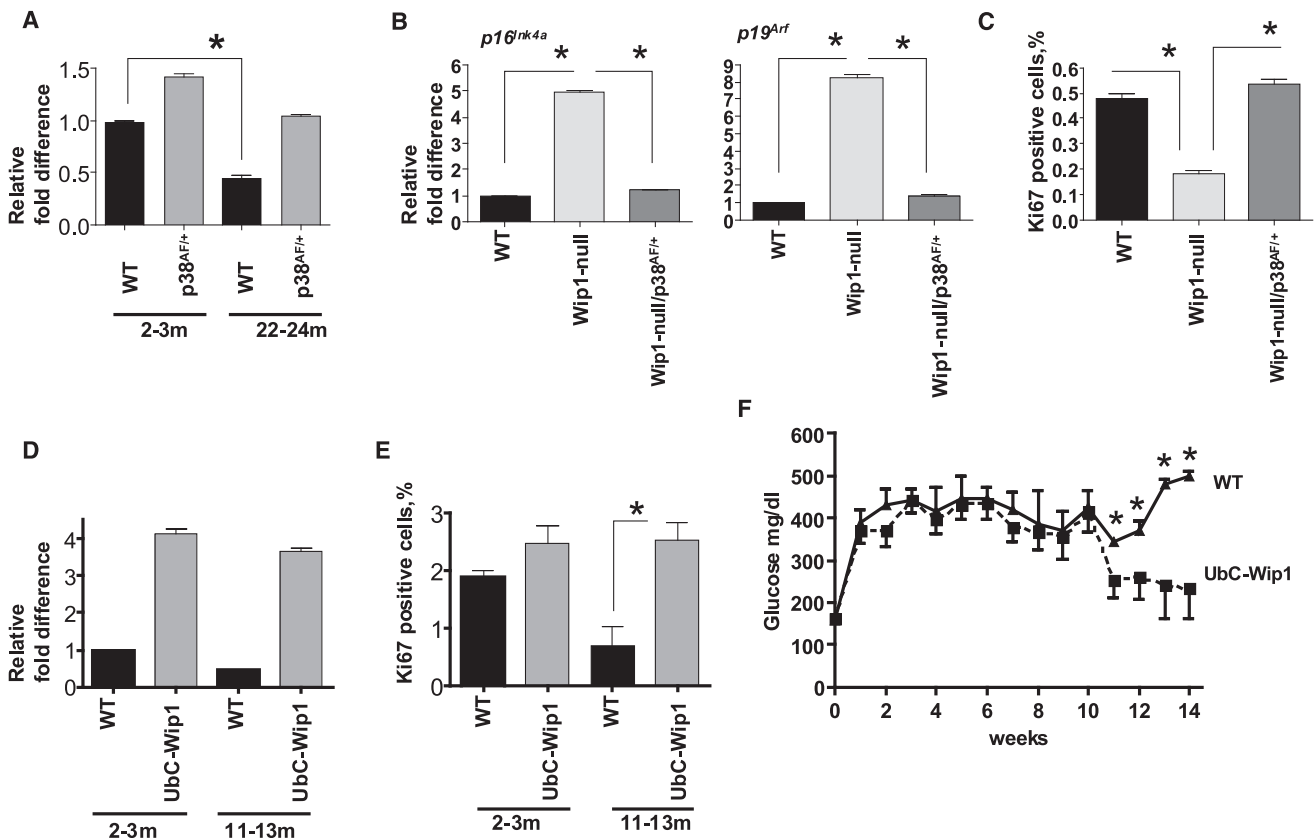 A
Relative
fold difference
1.5
1.0
0.5
0.0
*
WT
p38AF/+
WT
p38AF/+
2-3m
22-24m
B
p16Ink4a
Relative
fold difference
6
5
4
3
2
1
0
* *
WT
Wip1-null
Wip1-null/p38AF/+
p19Arf
9
8
7
6
5
4
3
2
1
0
* *
WT
Wip1-null
Wip1-null/p38AF/+
C
Ki67 positive cells,%
0.6
0.5
0.4
0.3
0.2
0.1
0.0
* *
WT
Wip1-null
Wip1-null/p38AF/+
D
Relative
fold difference
4
3
2
1
0
WT
UbC-Wip1
WT
UbC-Wip1
2-3m
11-13m
E
Ki67 positive cells,%
3
2
1
0
*
WT
UbC-Wip1
WT
UbC-Wip1
2-3m
11-13m
F
Glucose mg/dl
600
500
400
300
200
100
0
* * * *
WT
UbC-Wip1
0 2 4 6 8 10 12 14
weeks